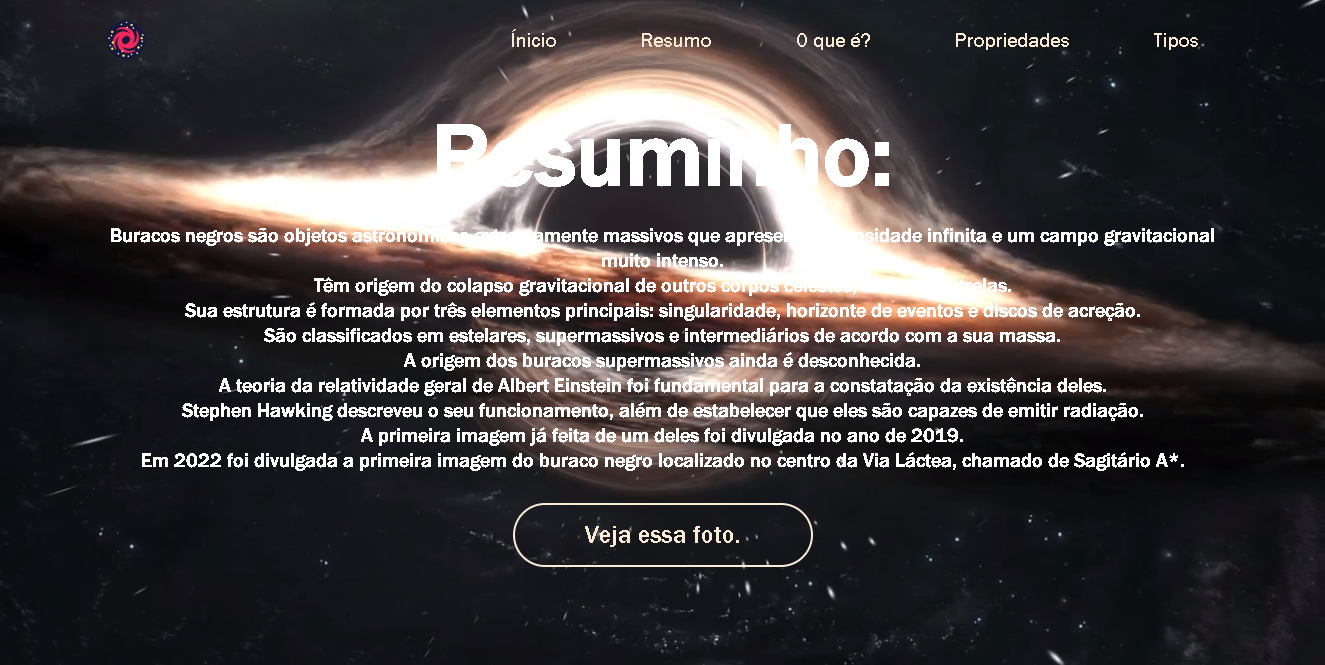 Ínicio Resumo O que é? Propriedades Tipos
Resuminho:
Buracos negros são objetos astronômicos extremamente massivos que apresentam densidade infinita e um campo gravitacional
muito intenso.
Têm origem do colapso gravitacional de outros corpos celestes, estrelas.
Sua estrutura é formada por três elementos principais: singularidade, horizonte de eventos e discos de acreção.
São classificados em estelares, supermassivos e intermediários de acordo com a sua massa.
A origem dos buracos supermassivos ainda é desconhecida.
A teoria da relatividade geral de Albert Einstein foi fundamental para a constatação da existência deles.
Stephen Hawking descreveu o seu funcionamento, além de estabelecer que eles são capazes de emitir radiação.
A primeira imagem já feita de um deles foi divulgada no ano de 2019.
Em 2022 foi divulgada a primeira imagem do buraco negro localizado no centro da Via Láctea, chamado de Sagitário A*.
Veja essa foto.